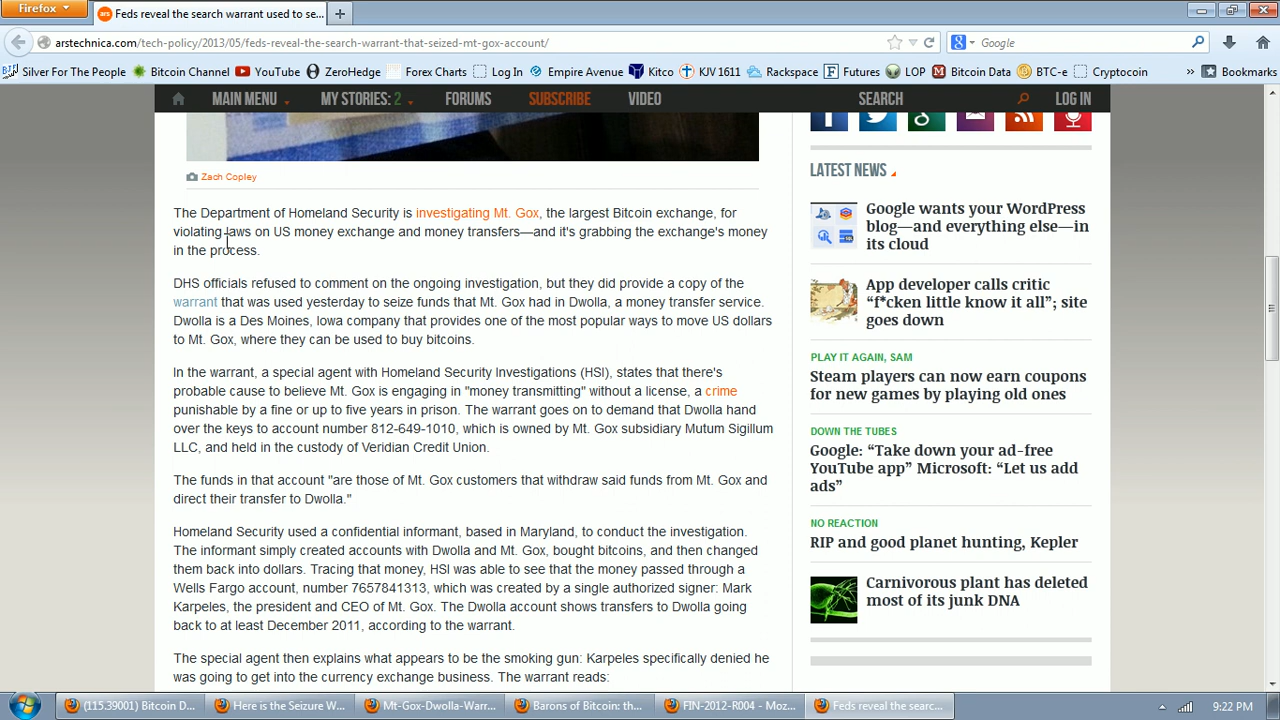 Firefox
Feds reveal the search warrant used to se...
arstechnica.com/tech-policy/2013/05/feds-reveal-the-search-warrant-that-seized-mt-gox-account/
Google
Silver For The People
Bitcoin Channel
YouTube
ZeroHedge
Forex Charts
Log In
Empire Avenue
Kitco
KJV 1611
Rackspace
Futures
LOP
Bitcoin Data
BTC-e
Cryptocoin
»
Bookmarks
MAIN MENU
MY STORIES: 2
FORUMS
SUBSCRIBE
VIDEO
SEARCH
LOG IN
Zach Copley
The Department of Homeland Security is investigating Mt. Gox, the largest Bitcoin exchange, for
violating laws on US money exchange and money transfers—and it's grabbing the exchange's money
in the process.
DHS officials refused to comment on the ongoing investigation, but they did provide a copy of the
warrant that was used yesterday to seize funds that Mt. Gox had in Dwolla, a money transfer service.
Dwolla is a Des Moines, Iowa company that provides one of the most popular ways to move US dollars
to Mt. Gox, where they can be used to buy bitcoins.
In the warrant, a special agent with Homeland Security Investigations (HSI), states that there's
probable cause to believe Mt. Gox is engaging in "money transmitting" without a license, a crime
punishable by a fine or up to five years in prison. The warrant goes on to demand that Dwolla hand
over the keys to account number 812-649-1010, which is owned by Mt. Gox subsidiary Mutum Sigillum
LLC, and held in the custody of Veridian Credit Union.
The funds in that account "are those of Mt. Gox customers that withdraw said funds from Mt. Gox and
direct their transfer to Dwolla."
Homeland Security used a confidential informant, based in Maryland, to conduct the investigation.
The informant simply created accounts with Dwolla and Mt. Gox, bought bitcoins, and then changed
them back into dollars. Tracing that money, HSI was able to see that the money passed through a
Wells Fargo account, number 7657841313, which was created by a single authorized signer: Mark
Karpeles, the president and CEO of Mt. Gox. The Dwolla account shows transfers to Dwolla going
back to at least December 2011, according to the warrant.
The special agent then explains what appears to be the smoking gun: Karpeles specifically denied he
was going to get into the currency exchange business. The warrant reads:
LATEST NEWS
Google wants your WordPress
blog—and everything else—in
its cloud
App developer calls critic
“f*cken little know it all”; site
goes down
PLAY IT AGAIN, SAM
Steam players can now earn coupons
for new games by playing old ones
DOWN THE TUBES
Google: “Take down your ad-free
YouTube app” Microsoft: “Let us add
ads”
NO REACTION
RIP and good planet hunting, Kepler
Carnivorous plant has deleted
most of its junk DNA
(115.39001) Bitcoin D...
Here is the Seizure W...
Mt-Gox-Dwolla-Warr...
Barons of Bitcoin: th...
FIN-2012-R004 - Moz...
Feds reveal the searc...
9:22 PM